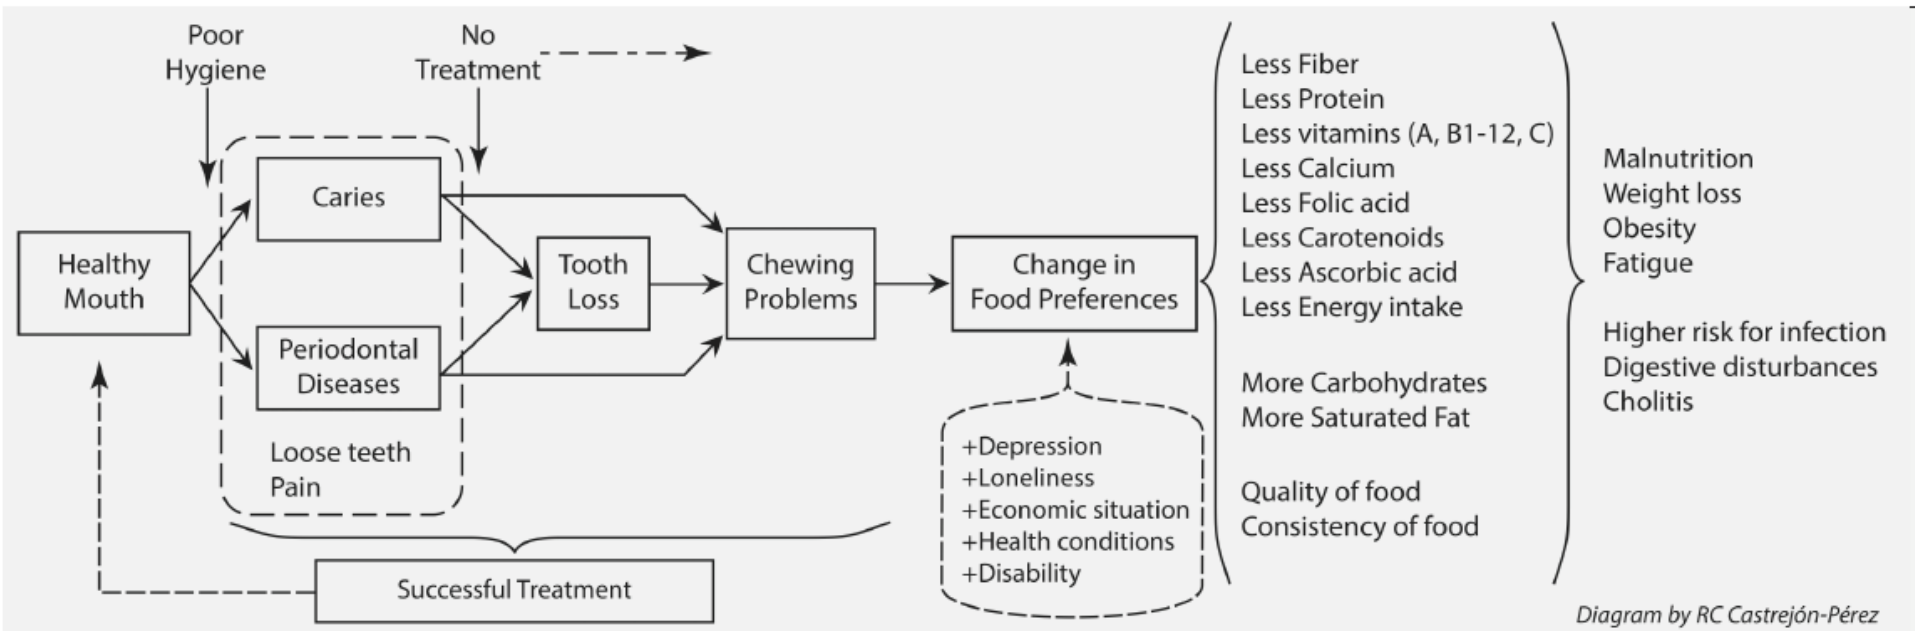 Poor
Hygiene
No
Treatment
Healthy
Mouth
Caries
Periodontal
Diseases
Loose teeth
Pain
Tooth
Loss
Chewing
Problems
Successful Treatment
Change in
Food Preferences
+Depression
+Loneliness
+Economic situation
+Health conditions
+Disability
Less Fiber
Less Protein
Less vitamins (A, B1-12, C)
Less Calcium
Less Folic acid
Less Carotenoids
Less Ascorbic acid
Less Energy intake
More Carbohydrates
More Saturated Fat
Quality of food
Consistency of food
Malnutrition
Weight loss
Obesity
Fatigue
Higher risk for infection
Digestive disturbances
Cholitis
Diagram by RC Castrejón-Pérez